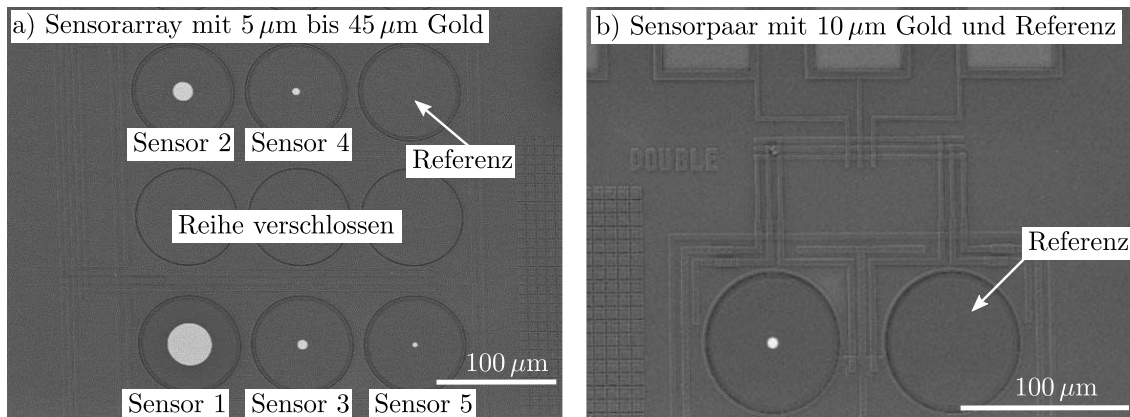 a) Sensorarray mit 5 μm bis 45 μm Gold
Sensor 2
Sensor 4
Referenz
Reihe verschlossen
100 μm
Sensor 1
Sensor 3
Sensor 5
b) Sensorpaar mit 10 μm Gold und Referenz
DOUBLE
Referenz
100 μm